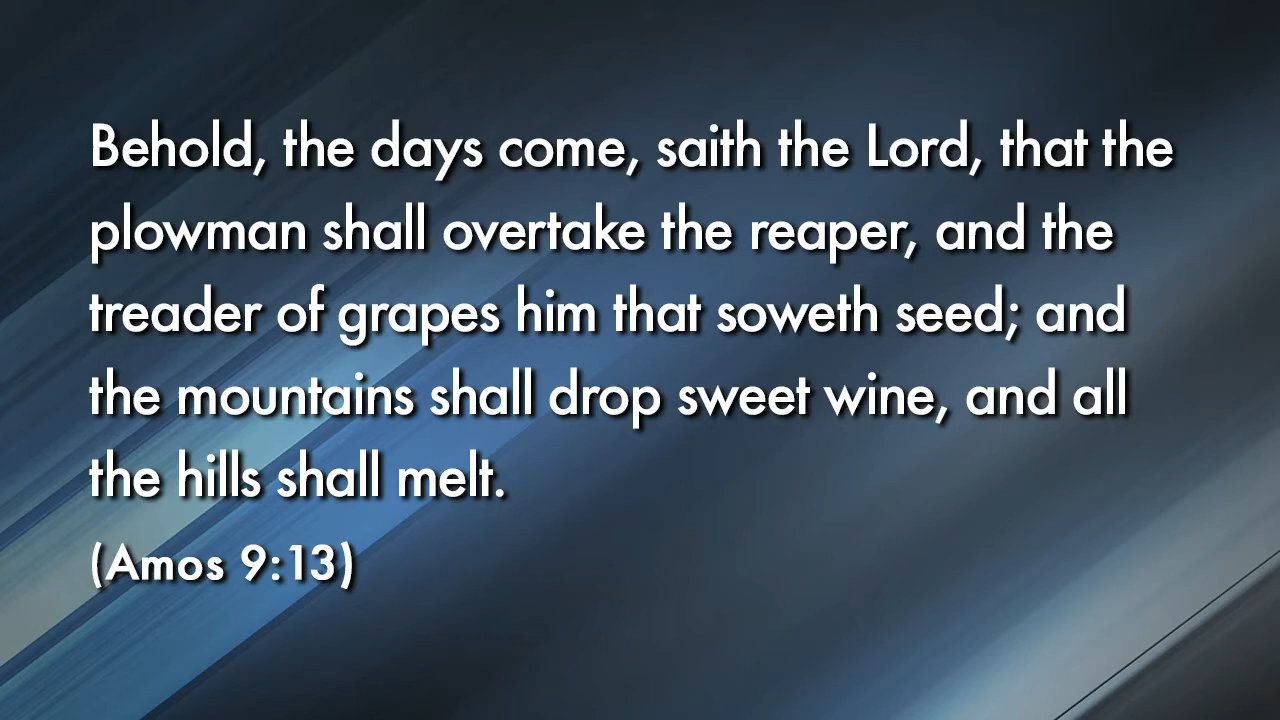 Behold, the days come, saith the Lord, that the
plowman shall overtake the reaper, and the
treader of grapes him that soweth seed; and
the mountains shall drop sweet wine, and all
the hills shall melt.
(Amos 9:13)